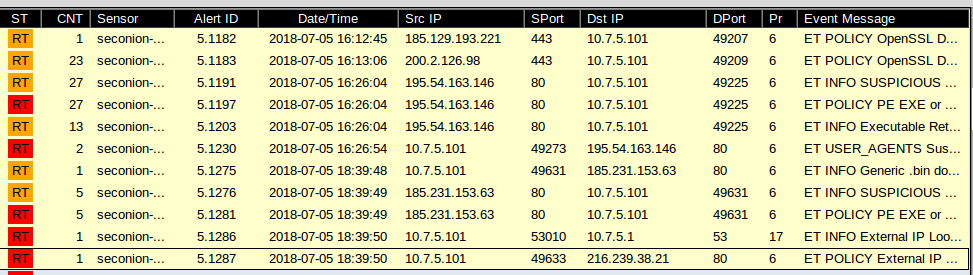 ST CNT Sensor Alert ID Date/Time Src IP SPort Dst IP DPort Pr Event Message
RT 1 seconion-... 5.1182 2018-07-05 16:12:45 185.129.193.221 443 10.7.5.101 49207 6 ET POLICY OpenSSL D...
RT 23 seconion-... 5.1183 2018-07-05 16:13:06 200.2.126.98 443 10.7.5.101 49209 6 ET POLICY OpenSSL D...
RT 27 seconion-... 5.1191 2018-07-05 16:26:04 195.54.163.146 80 10.7.5.101 49225 6 ET INFO SUSPICIOUS ...
RT 27 seconion-... 5.1197 2018-07-05 16:26:04 195.54.163.146 80 10.7.5.101 49225 6 ET POLICY PE EXE or ...
RT 13 seconion-... 5.1203 2018-07-05 16:26:04 195.54.163.146 80 10.7.5.101 49225 6 ET INFO Executable Ret...
RT 2 seconion-... 5.1230 2018-07-05 16:26:54 10.7.5.101 49273 195.54.163.146 80 6 ET USER_AGENTS Sus...
RT 1 seconion-... 5.1275 2018-07-05 18:39:48 10.7.5.101 49631 185.231.153.63 80 6 ET INFO Generic .bin do...
RT 5 seconion-... 5.1276 2018-07-05 18:39:49 185.231.153.63 80 10.7.5.101 49631 6 ET INFO SUSPICIOUS ...
RT 5 seconion-... 5.1281 2018-07-05 18:39:49 185.231.153.63 80 10.7.5.101 49631 6 ET POLICY PE EXE or ...
RT 1 seconion-... 5.1286 2018-07-05 18:39:50 10.7.5.101 53010 10.7.5.1 53 17 ET INFO External IP Loo...
RT 1 seconion-... 5.1287 2018-07-05 18:39:50 10.7.5.101 49633 216.239.38.21 80 6 ET POLICY External IP ...